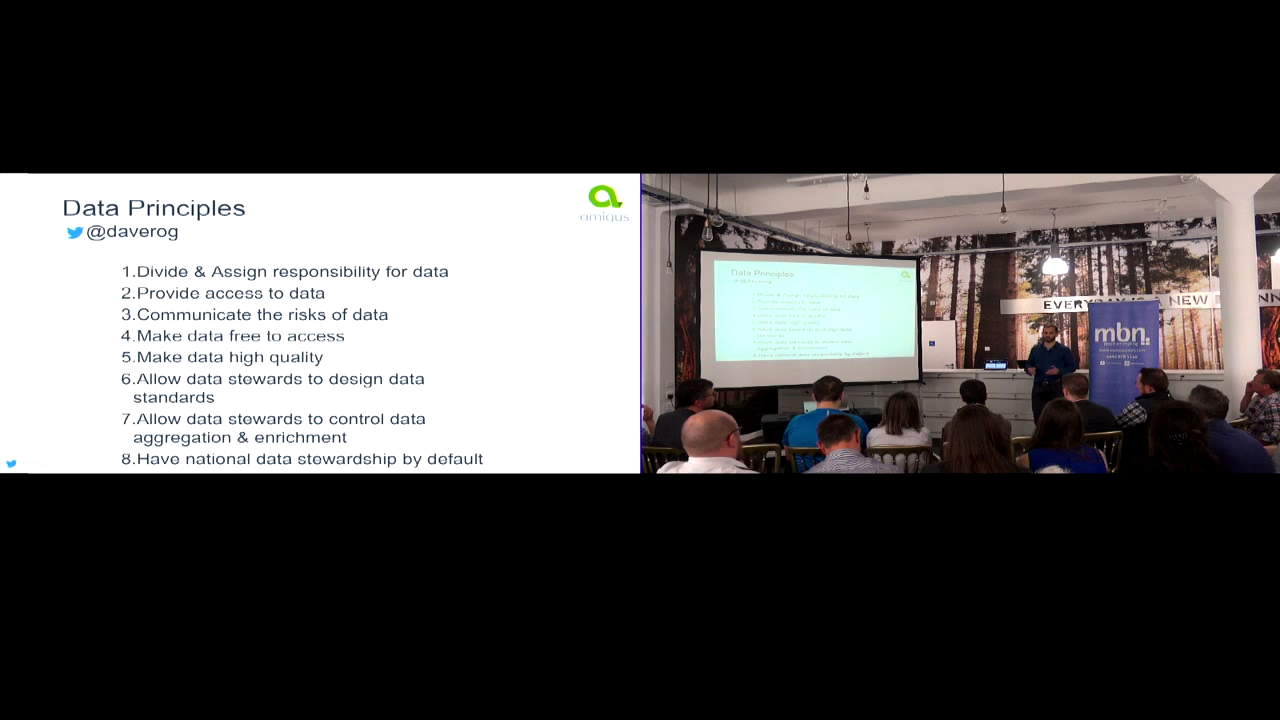 Data Principles
@daverog
amiqus
1.Divide & Assign responsibility for data
2.Provide access to data
3.Communicate the risks of data
4.Make data free to access
5.Make data high quality
6.Allow data stewards to design data
standards
7.Allow data stewards to control data
aggregation & enrichment
8.Have national data stewardship by default
Data Principles
EVERY
NEW
mbn